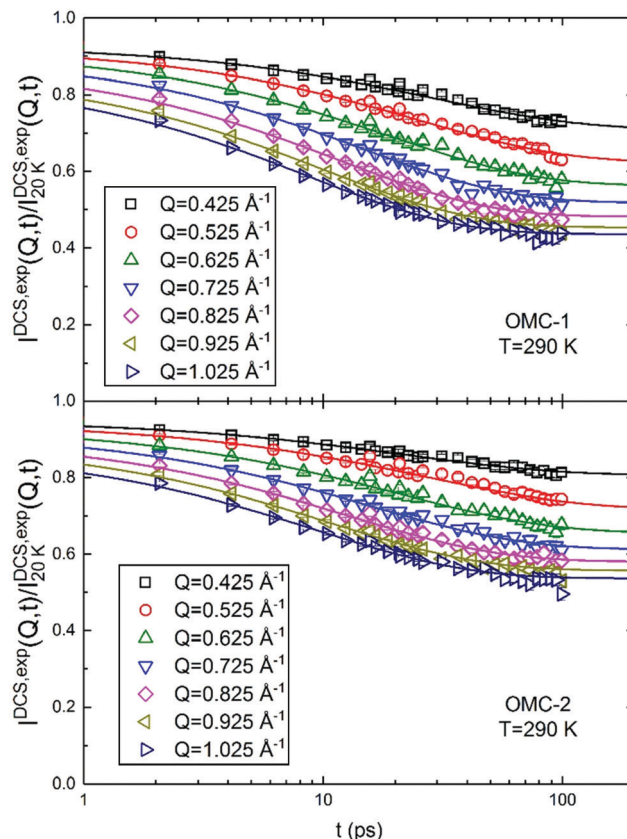 I^DCS,exp(Q,t)/I_20 K^DCS,exp(Q,t)
1.0
0.8
0.6
0.4
0.2
Q=0.425 Å⁻¹
Q=0.525 Å⁻¹
Q=0.625 Å⁻¹
Q=0.725 Å⁻¹
Q=0.825 Å⁻¹
Q=0.925 Å⁻¹
Q=1.025 Å⁻¹
OMC-1
T=290 K
I^DCS,exp(Q,t)/I_20 K^DCS,exp(Q,t)
1.0
0.8
0.6
0.4
0.2
0.0
Q=0.425 Å⁻¹
Q=0.525 Å⁻¹
Q=0.625 Å⁻¹
Q=0.725 Å⁻¹
Q=0.825 Å⁻¹
Q=0.925 Å⁻¹
Q=1.025 Å⁻¹
OMC-2
T=290 K
1 10 100
t (ps)